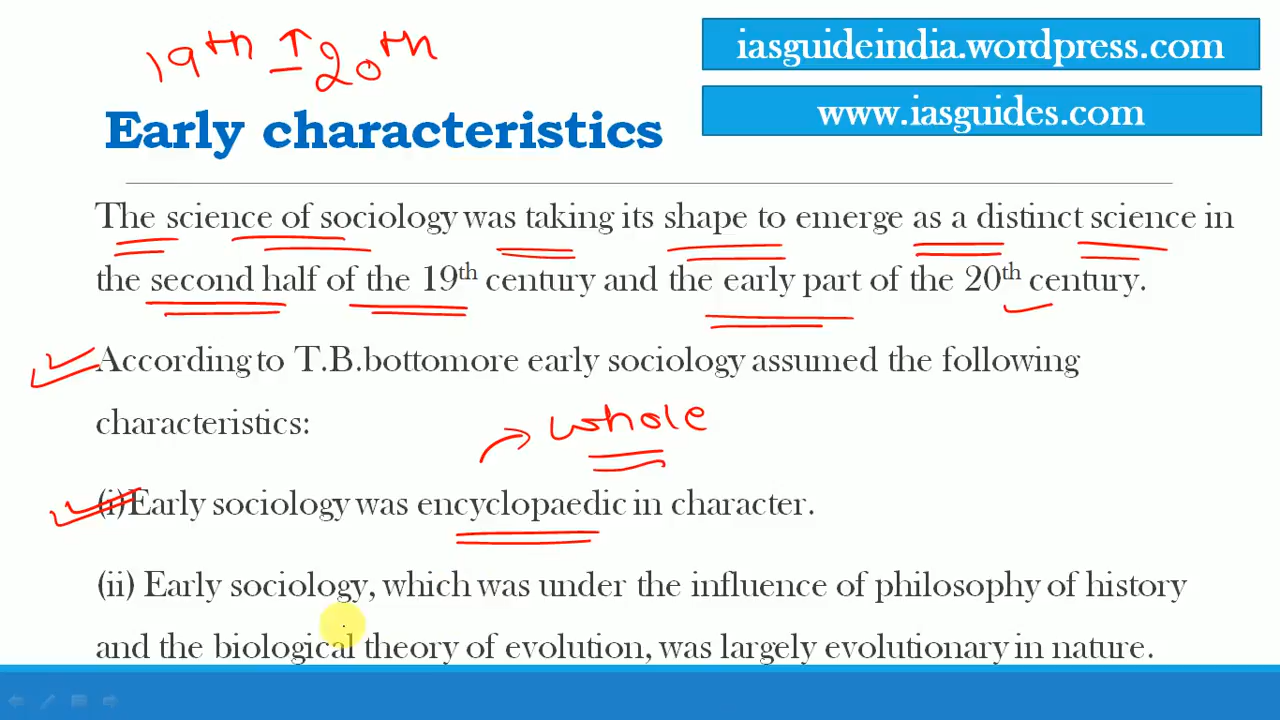 19th ↑ 20th
iasguideindia.wordpress.com
www.iasguides.com
Early characteristics
The science of sociology was taking its shape to emerge as a distinct science in
the second half of the 19th century and the early part of the 20th century.
According to T.B.bottomore early sociology assumed the following
characteristics:
whole
(i)Early sociology was encyclopaedic in character.
(ii) Early sociology, which was under the influence of philosophy of history
and the biological theory of evolution, was largely evolutionary in nature.